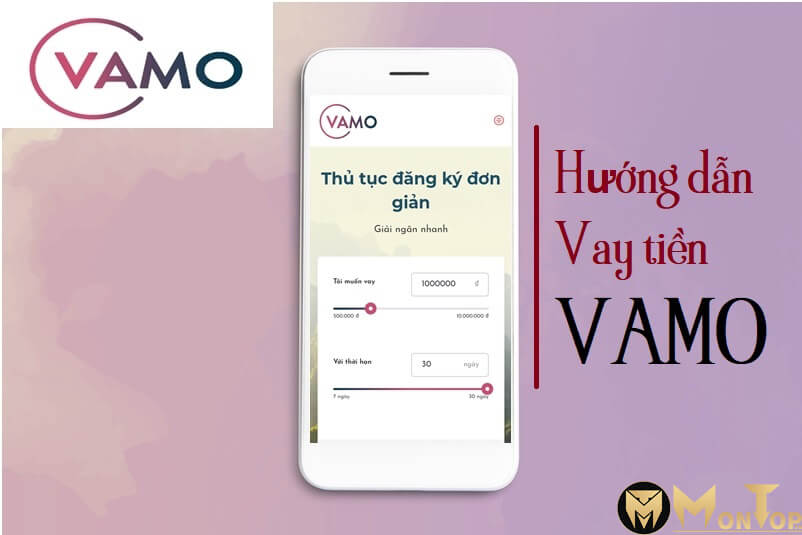 VAMO
VAMO
Thủ tục đăng ký đơn
giản
Giải ngân nhanh
Tôi muốn vay
1000000 đ
500.000 đ
10.000.000 đ
Với thời hạn
30 ngày
7 ngày
30 ngày
Hướng dẫn
Vay tiền
VAMO
MONTOP